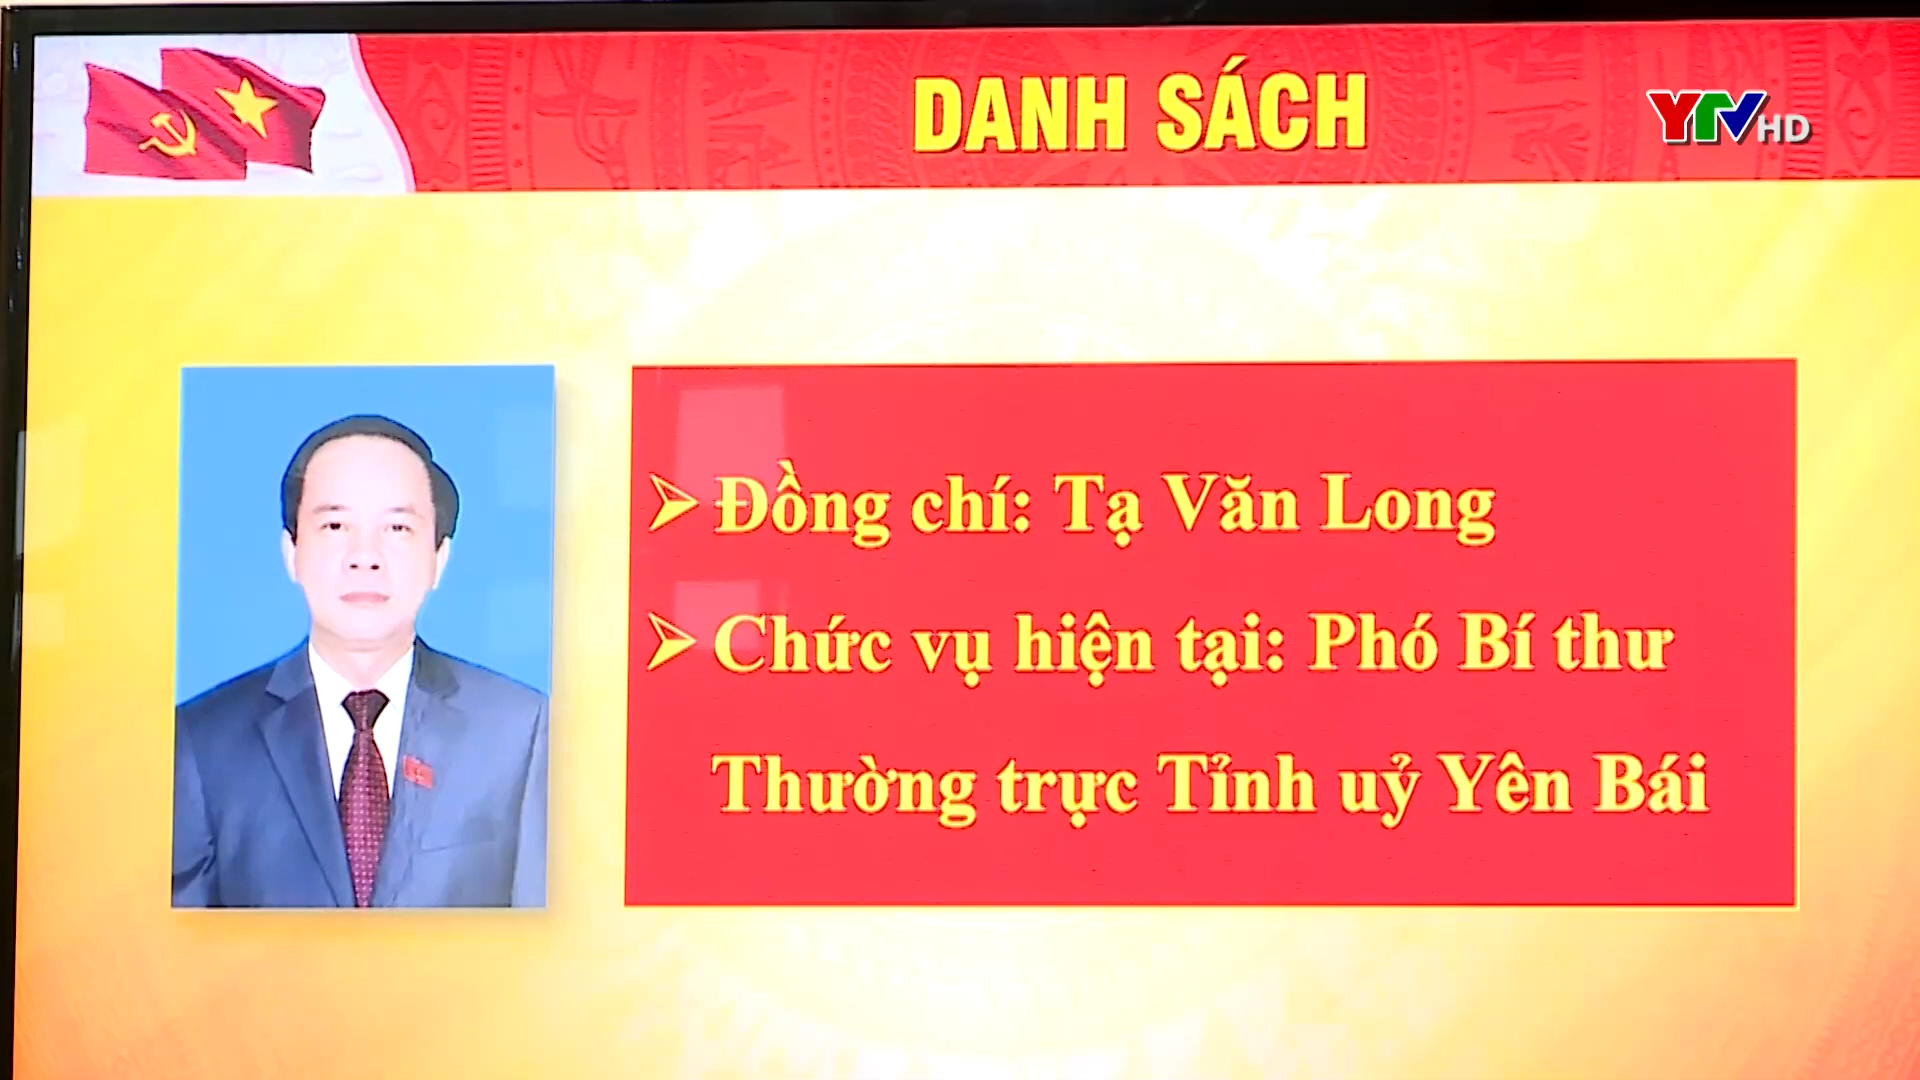 DANH SÁCH
YTV HD
Đồng chí: Tạ Văn Long
Chức vụ hiện tại: Phó Bí thư
Thường trực Tỉnh uỷ Yên Bái